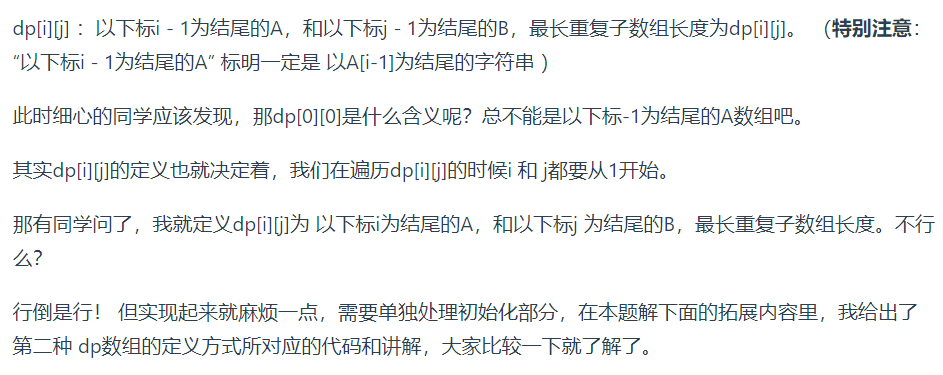 dp[i][j] ：以下标i - 1为结尾的A，和以下标j - 1为结尾的B，最长重复子数组长度为dp[i][j]。 （特别注意：
“以下标i - 1为结尾的A” 标明一定是 以A[i-1]为结尾的字符串 ）
此时细心的同学应该发现，那dp[0][0]是什么含义呢？总不能是以下标-1为结尾的A数组吧。
其实dp[i][j]的定义也就决定着，我们在遍历dp[i][j]的时候i 和 j都要从1开始。
那有同学问了，我就定义dp[i][j]为 以下标i为结尾的A，和以下标j 为结尾的B，最长重复子数组长度。不行
么？
行倒是行！ 但实现起来就麻烦一点，需要单独处理初始化部分，在本题解下面的拓展内容里，我给出了
第二种 dp数组的定义方式所对应的代码和讲解，大家比较一下就了解了。